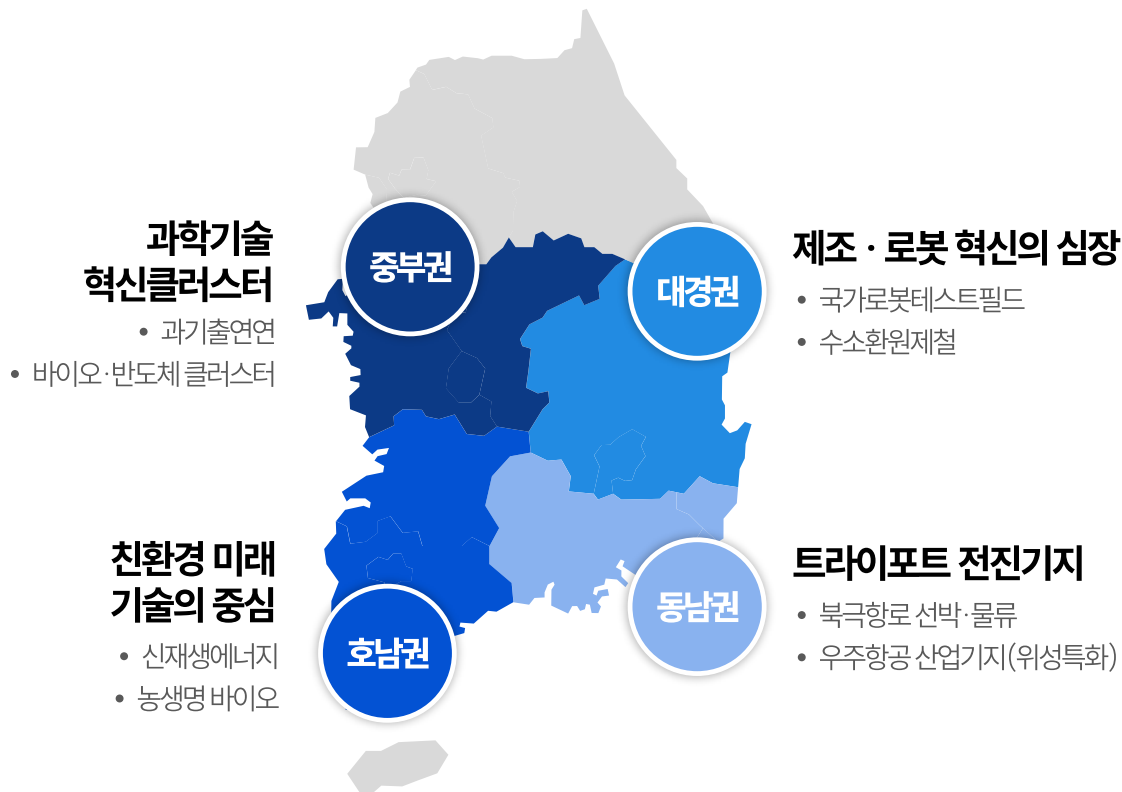 과학기술
혁신클러스터
• 과기출연연
• 바이오·반도체 클러스터
중부권
대경권
제조·로봇 혁신의 심장
• 국가로봇테스트필드
• 수소환원제철
친환경 미래
기술의 중심
• 신재생에너지
• 농생명 바이오
호남권
동남권
트라이포트 전진기지
• 북극항로 선박·물류
• 우주항공 산업기지(위성특화)